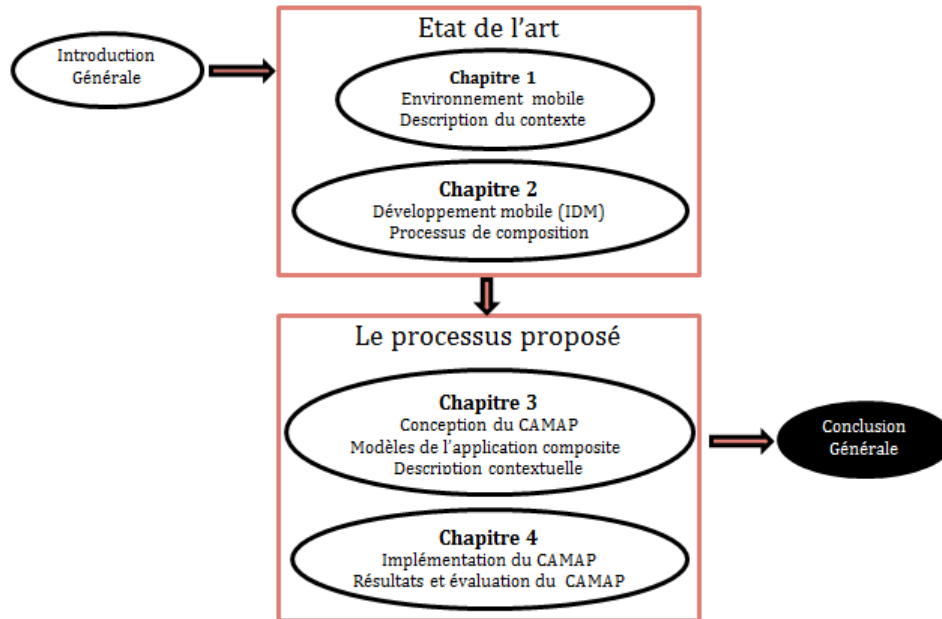 Introduction
Générale
Etat de l’art
Chapitre 1
Environnement mobile
Description du contexte
Chapitre 2
Développement mobile (IDM)
Processus de composition
Le processus proposé
Chapitre 3
Conception du CAMAP
Modèles de l’application composite
Description contextuelle
Conclusion
Générale
Chapitre 4
Implémentation du CAMAP
Résultats et évaluation du CAMAP